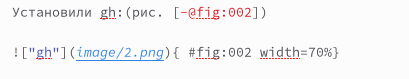 Установили gh:(рис. [-@fig:002])
!["gh"](image/2.png){ #fig:002 width=70%}